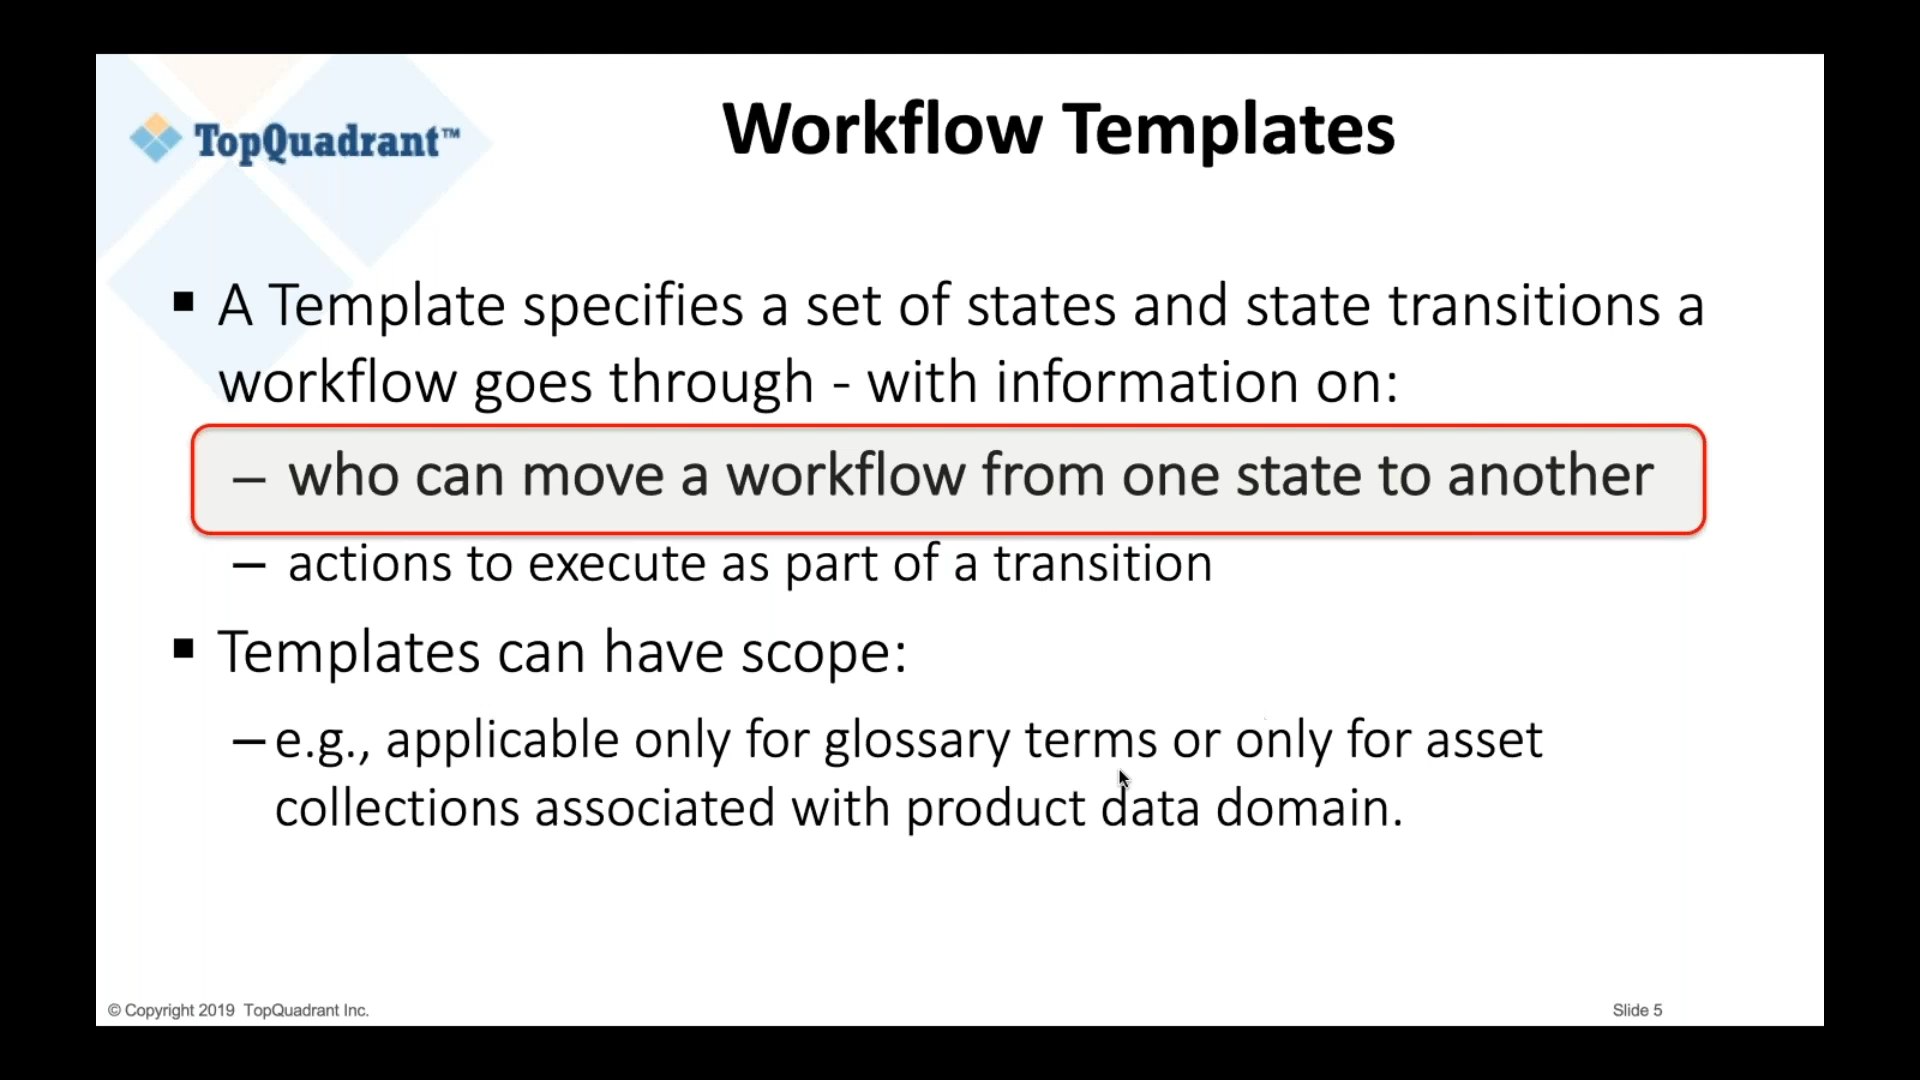 TopQuadrant™
Workflow Templates
▪ A Template specifies a set of states and state transitions a
workflow goes through - with information on:
– who can move a workflow from one state to another
– actions to execute as part of a transition
▪ Templates can have scope:
– e.g., applicable only for glossary terms or only for asset
collections associated with product data domain.
© Copyright 2019 TopQuadrant Inc.
Slide 5